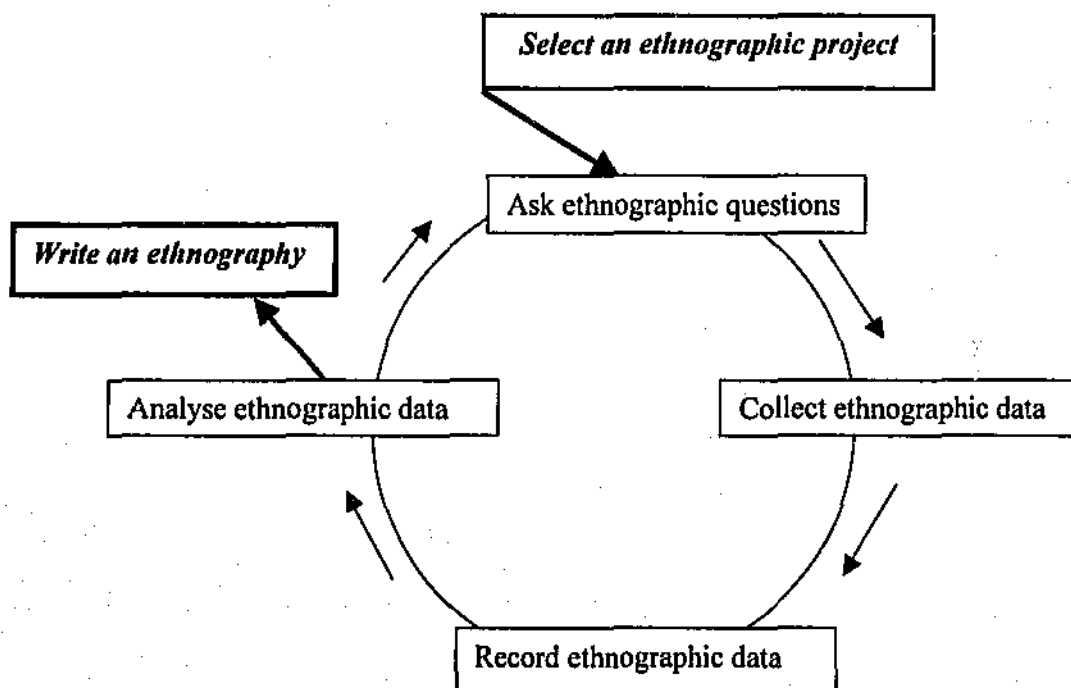 Select an ethnographic project
Ask ethnographic questions
Write an ethnography
Analyse ethnographic data
Collect ethnographic data
Record ethnographic data